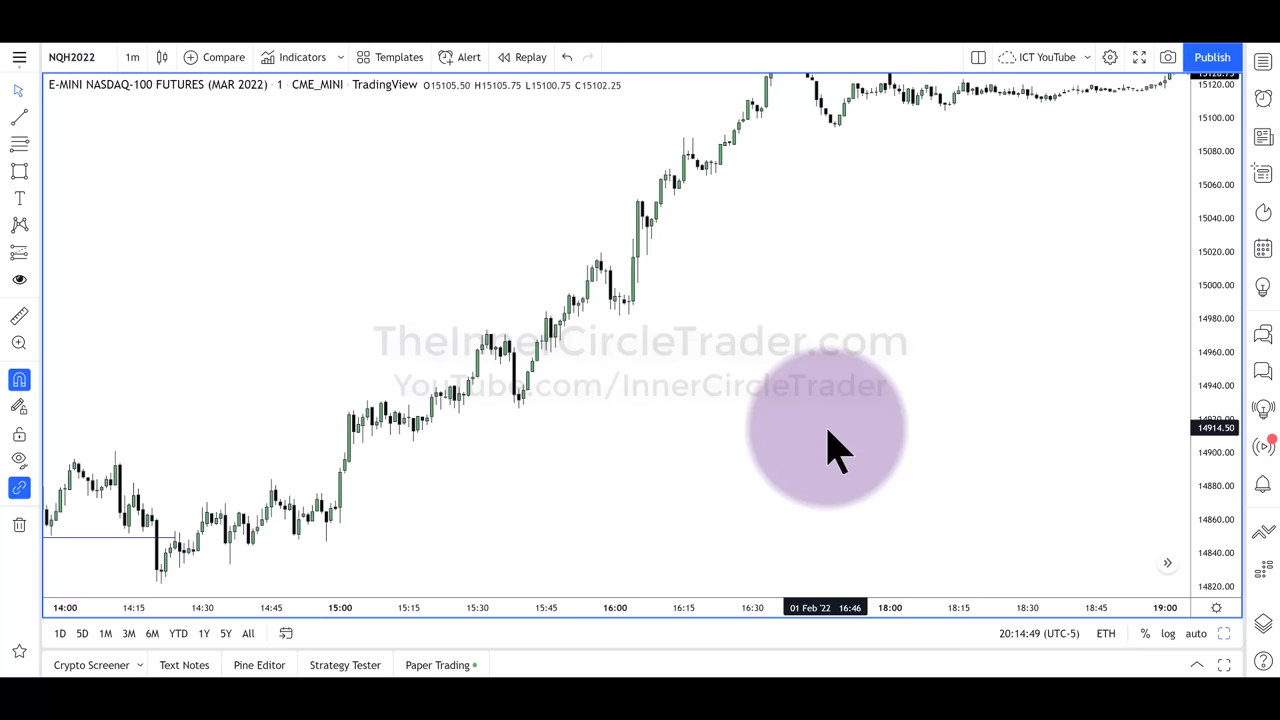 NQH2022 1m Compare Indicators Templates Alert Replay ICT YouTube Publish
E-MINI NASDAQ-100 FUTURES (MAR 2022) · 1 · CME_MINI · TradingView O15105.50 H15105.75 L15100.75 C15102.25
15120.00
15100.00
15080.00
15060.00
15040.00
15020.00
15000.00
14980.00
TheInnerCircleTrader.com
14960.00
YouTube.com/InnerCircleTrader
14940.00
14920.00
14914.50
14900.00
14880.00
14860.00
14840.00
14820.00
14:00 14:15 14:30 14:45 15:00 15:15 15:30 15:45 16:00 16:15 16:30 01 Feb '22 16:46 18:00 18:15 18:30 18:45 19:00
1D 5D 1M 3M 6M YTD 1Y 5Y All 20:14:49 (UTC-5) ETH % log auto
Crypto Screener Text Notes Pine Editor Strategy Tester Paper Trading